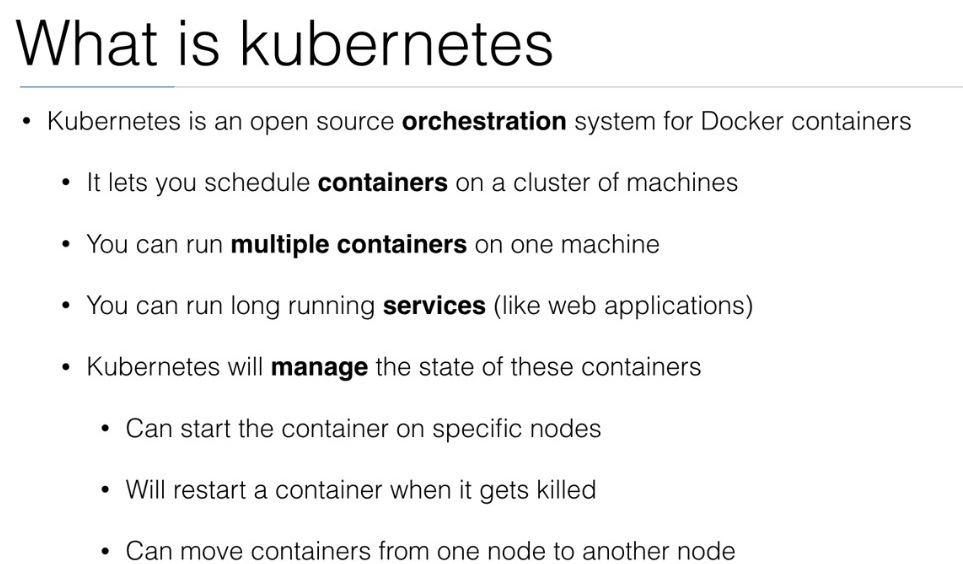 What is kubernetes
• Kubernetes is an open source orchestration system for Docker containers
• It lets you schedule containers on a cluster of machines
• You can run multiple containers on one machine
• You can run long running services (like web applications)
• Kubernetes will manage the state of these containers
• Can start the container on specific nodes
• Will restart a container when it gets killed
• Can move containers from one node to another node